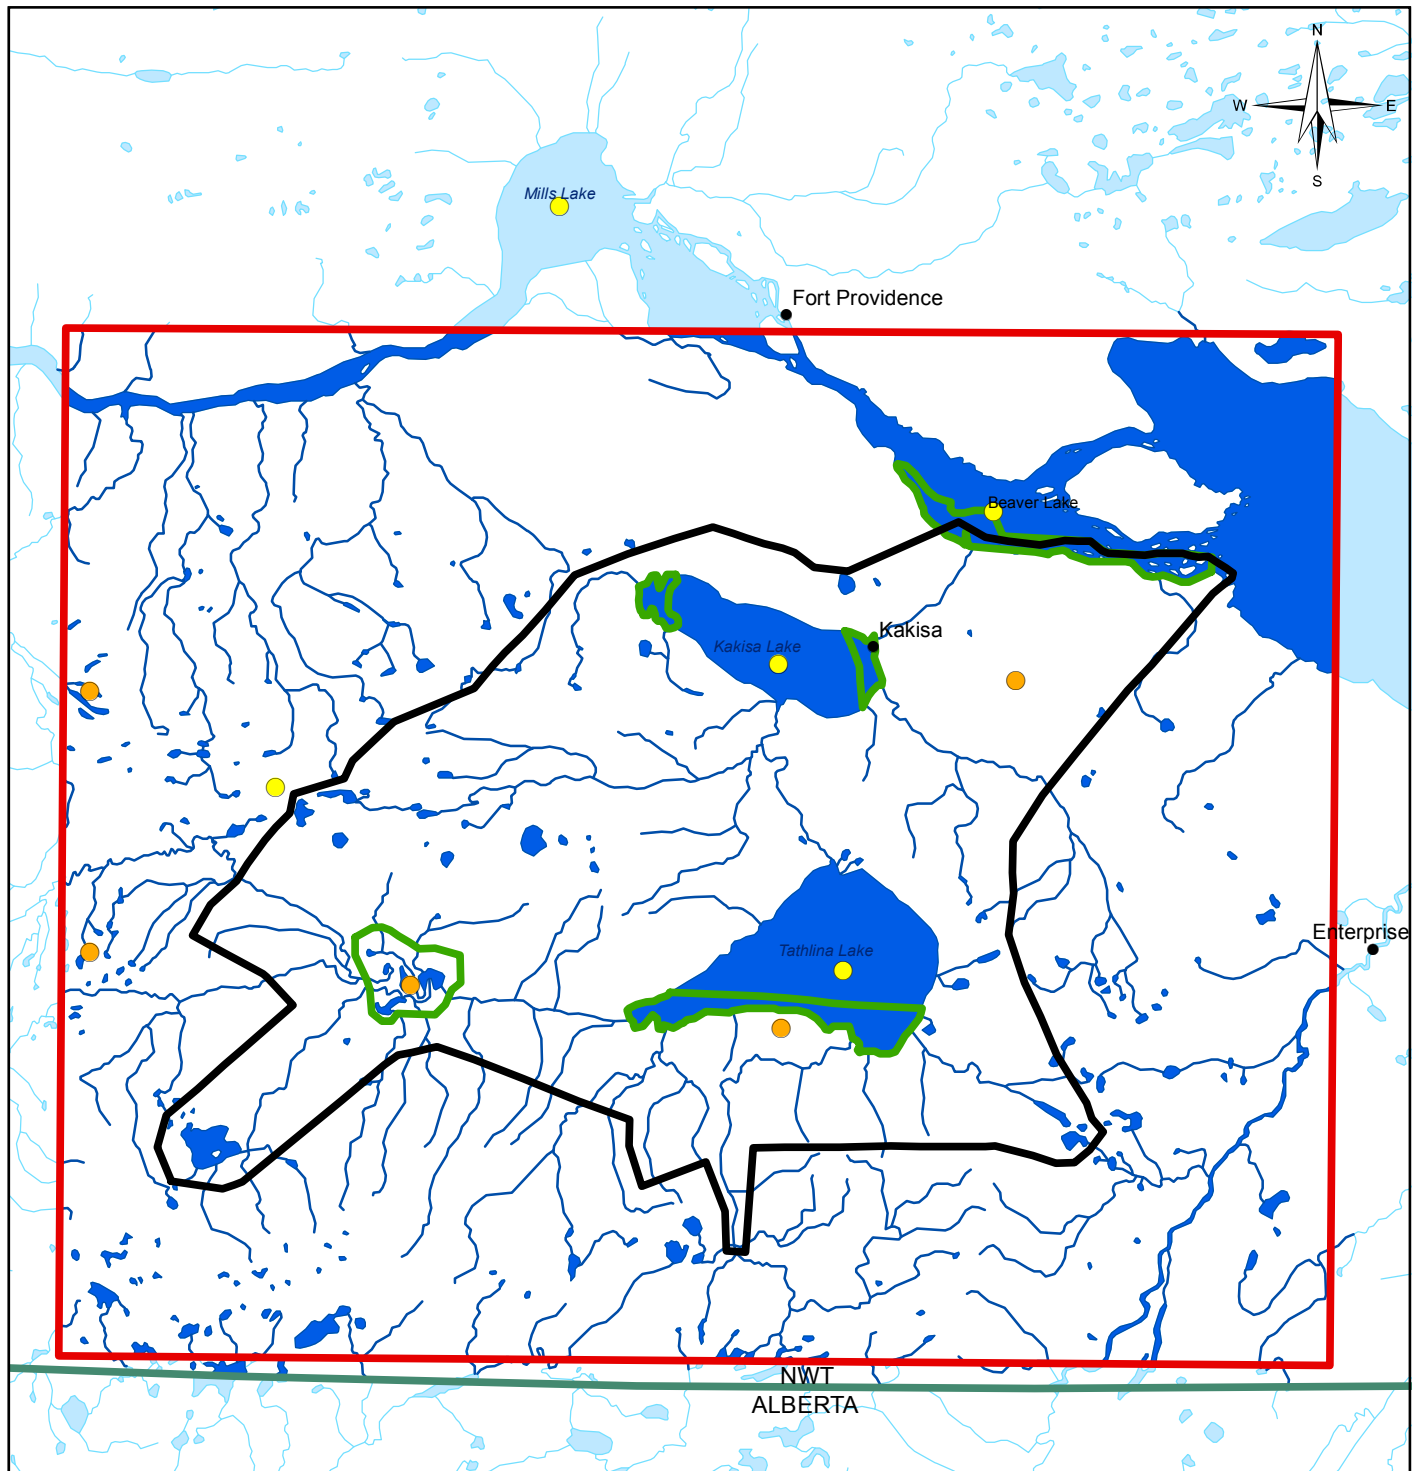 N
W E
S
Mills Lake
Fort Providence
Beaver Lake
Kakisa
Kakisa Lake
Enterprise
Tathlina Lake
NWT
ALBERTA